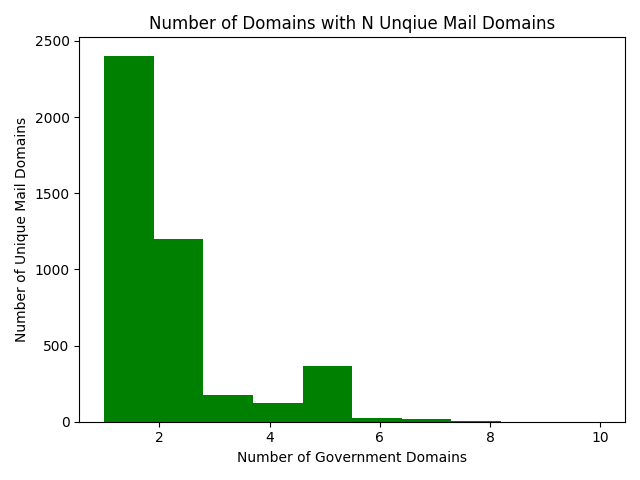 Number of Domains with N Unqiue Mail Domains
Number of Unique Mail Domains
2500
2000
1500
1000
500
0
2 4 6 8 10
Number of Government Domains